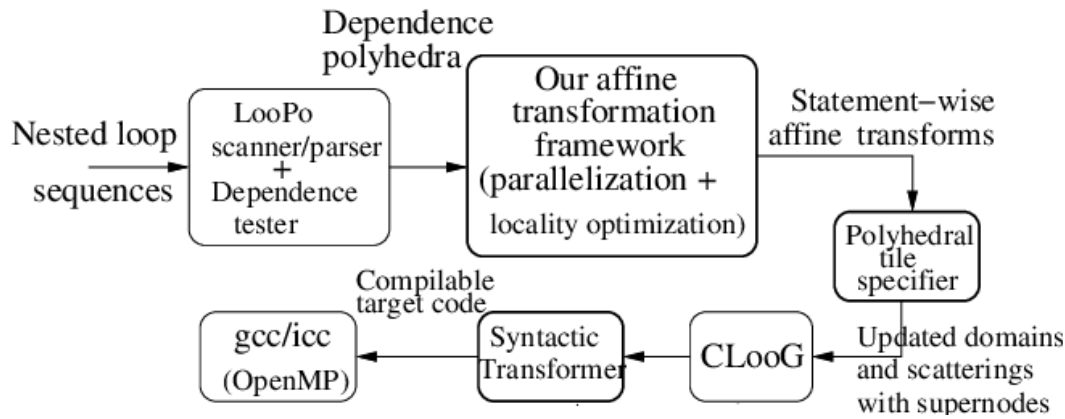 Nested loop
sequences
LooPo
scanner/parser
+
Dependence
tester
Dependence
polyhedra
Our affine
transformation
framework
(parallelization +
locality optimization)
Statement−wise
affine transforms
Polyhedral
tile
specifier
Updated domains
and scatterings
with supernodes
CLooG
Syntactic
Transformer
Compilable
target code
gcc/icc
(OpenMP)